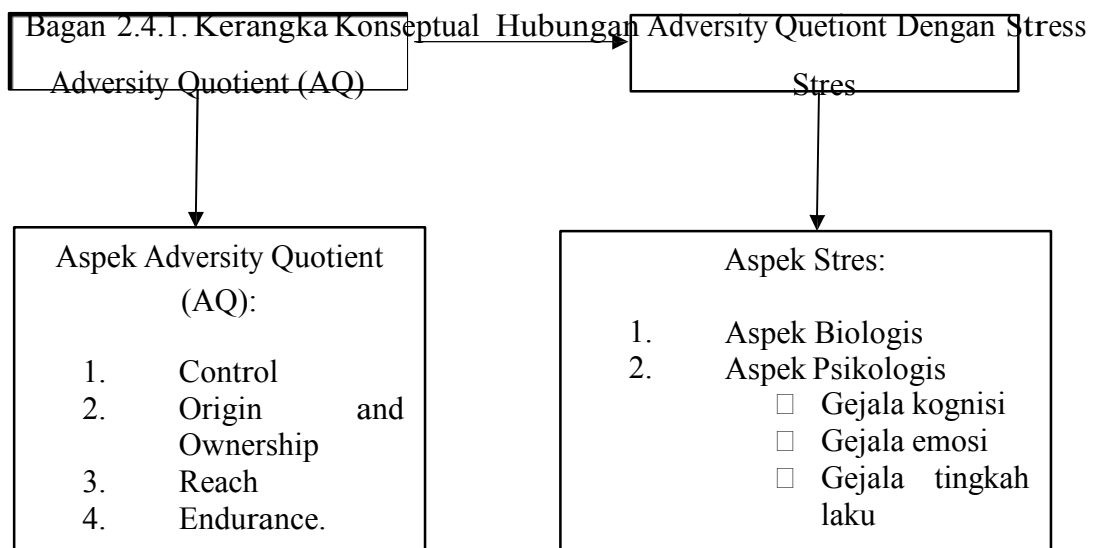 Bagan 2.4.1. Kerangka Konseptual Hubungan Adversity Quetiont Dengan Stress
Adversity Quotient (AQ)
Stres
Aspek Adversity Quotient
(AQ):
1. Control
2. Origin and
Ownership
3. Reach
4. Endurance.
Aspek Stres:
1. Aspek Biologis
2. Aspek Psikologis
□ Gejala kognisi
□ Gejala emosi
□ Gejala tingkah
laku